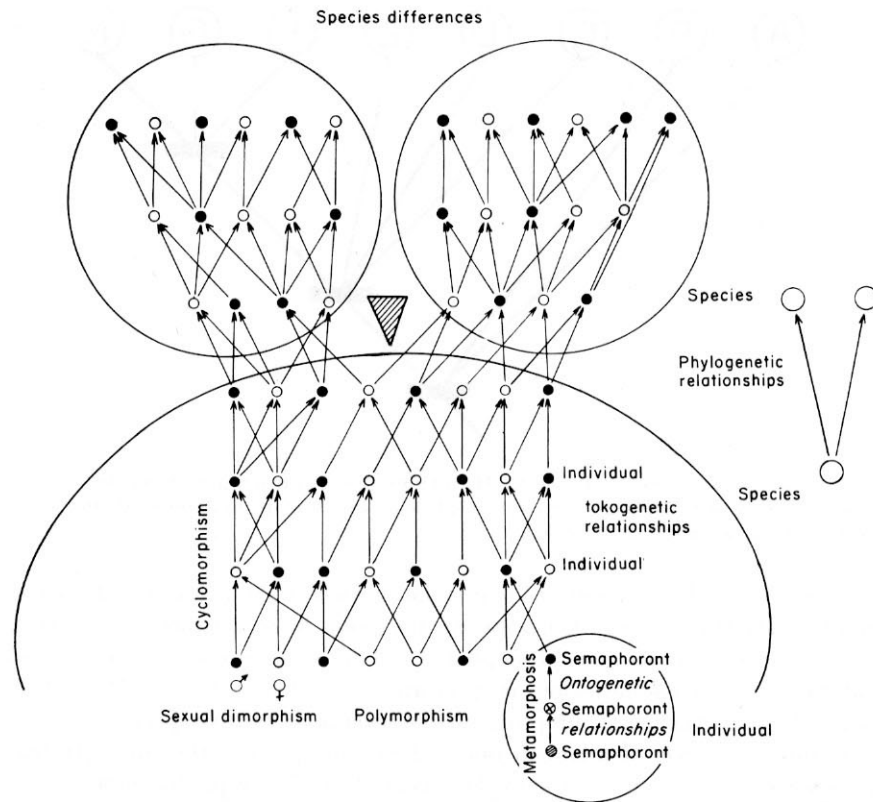 Species differences
Species
Phylogenetic
relationships
Species
Individual
tokogenetic
relationships
Individual
Cyclomorphism
Metamorphosis
Semaphoront
Ontogenetic
Semaphoront
relationships
Semaphoront
♂ ♀
Sexual dimorphism
Polymorphism
Individual